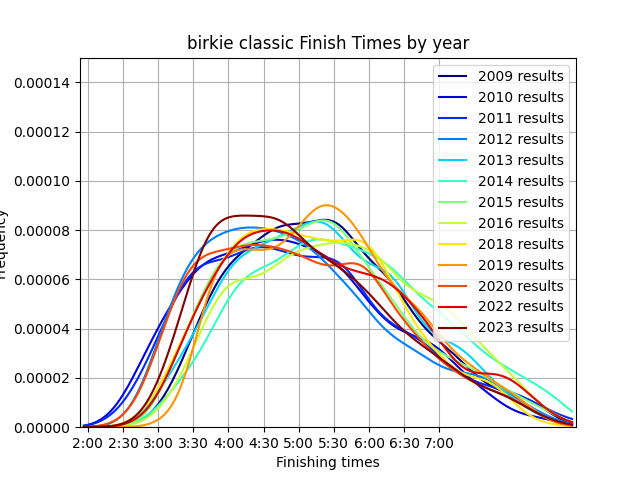 birkie classic Finish Times by year
0.00014
0.00012
0.00010
0.00008
0.00006
0.00004
0.00002
0.00000
2:00 2:30 3:00 3:30 4:00 4:30 5:00 5:30 6:00 6:30 7:00
Finishing times
2009 results
2010 results
2011 results
2012 results
2013 results
2014 results
2015 results
2016 results
2018 results
2019 results
2020 results
2022 results
2023 results